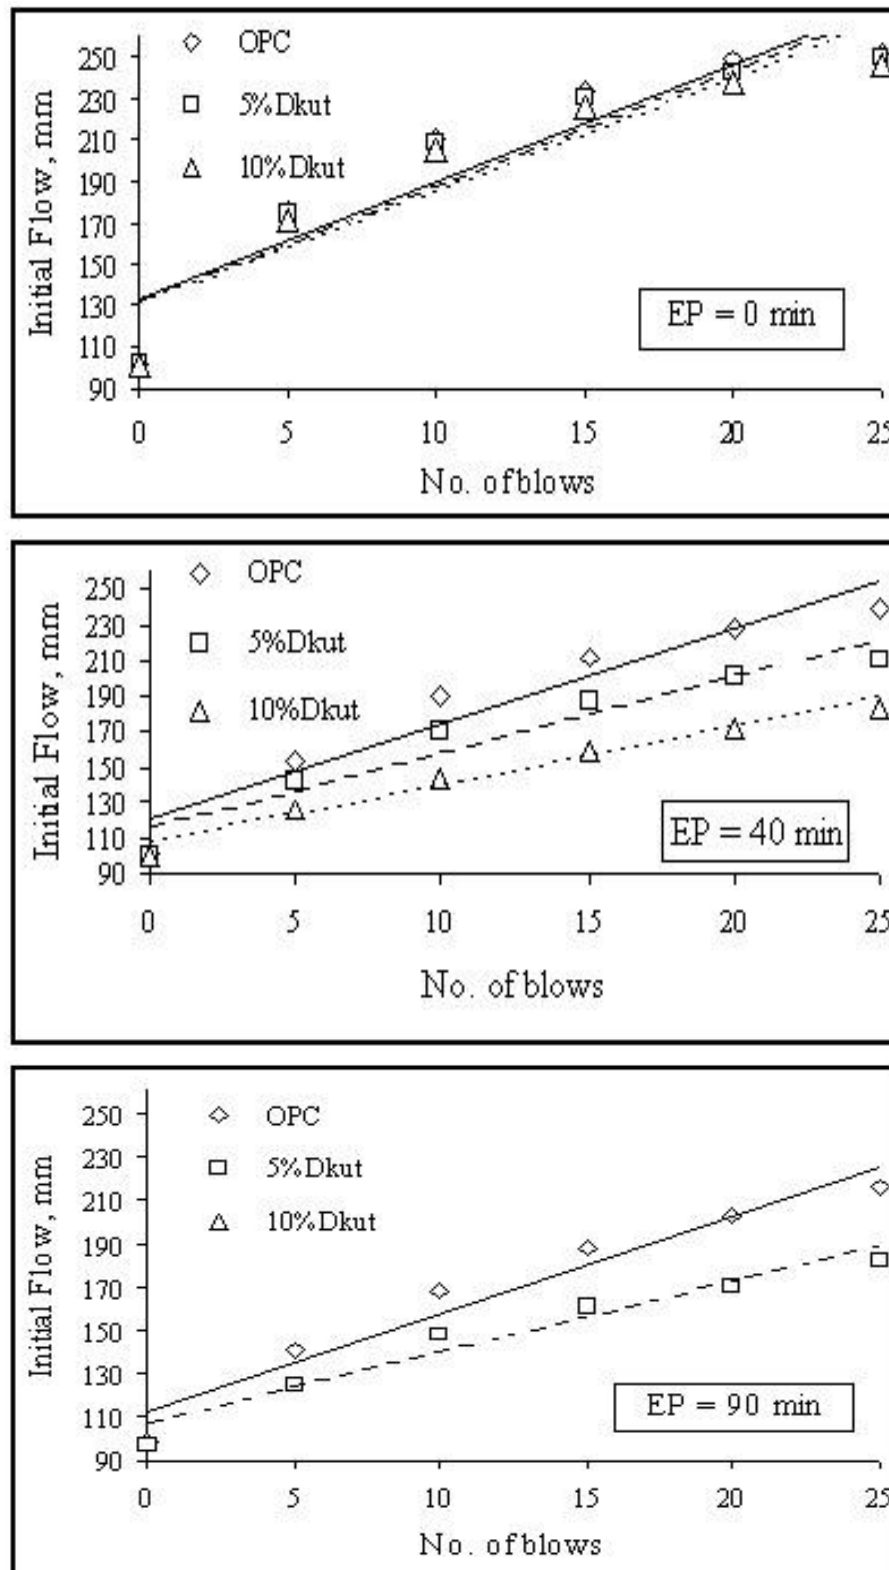 Initial Flow, mm
250
230
210
190
170
150
130
110
90
OPC
5%Dkut
10%Dkut
EP = 0 min
0 5 10 15 20 25
No. of blows
Initial Flow, mm
250
230
210
190
170
150
130
110
90
OPC
5%Dkut
10%Dkut
EP = 40 min
0 5 10 15 20 25
No. of blows
Initial Flow, mm
250
230
210
190
170
150
130
110
90
OPC
5%Dkut
10%Dkut
EP = 90 min
0 5 10 15 20 25
No. of blows